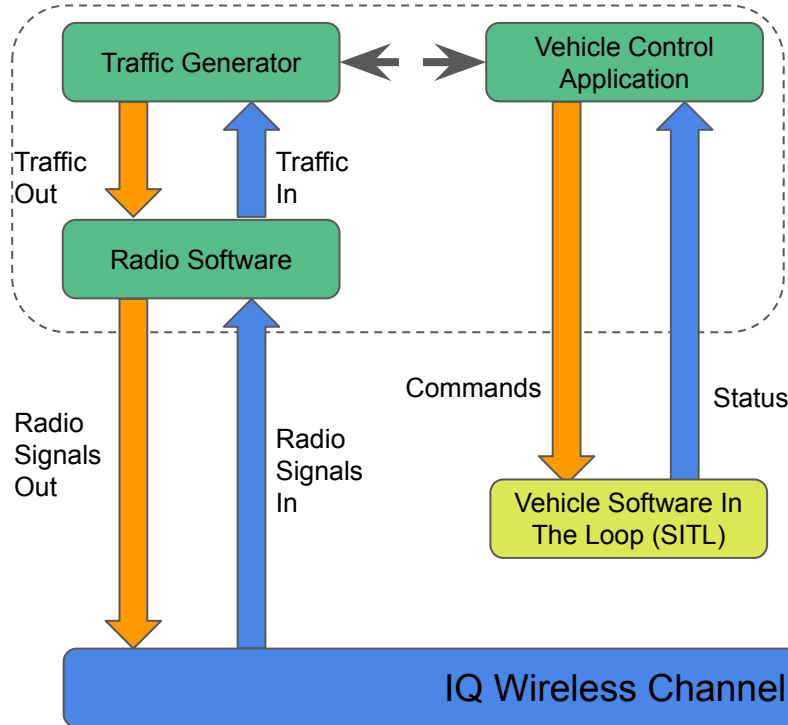 Traffic Generator
Vehicle Control
Application
Traffic
Out
Traffic
In
Radio Software
Commands
Status
Radio
Signals
Out
Radio
Signals
In
Vehicle Software In
The Loop (SITL)
IQ Wireless Channel